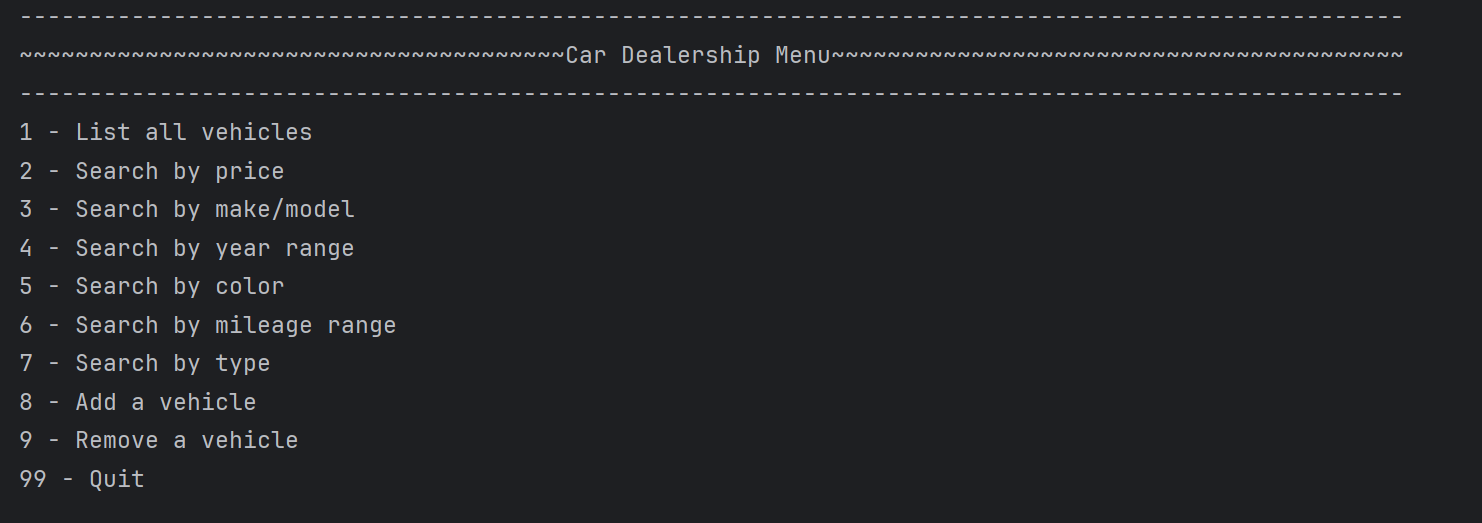 ---------------------------------------------------------------------------------------------------
~~~~~~~~~~~~~~~~~~~~~~~~~~~~~~~~~~~~~~~Car Dealership Menu~~~~~~~~~~~~~~~~~~~~~~~~~~~~~~~~~~~~~~~~~
---------------------------------------------------------------------------------------------------
1 - List all vehicles
2 - Search by price
3 - Search by make/model
4 - Search by year range
5 - Search by color
6 - Search by mileage range
7 - Search by type
8 - Add a vehicle
9 - Remove a vehicle
99 - Quit